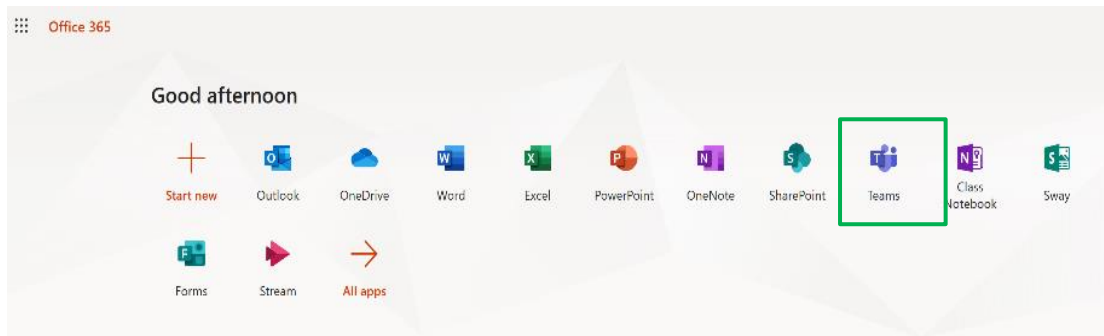 Office 365
Good afternoon
Start new
Outlook
OneDrive
Word
Excel
PowerPoint
OneNote
SharePoint
Teams
Class
Notebook
Sway
Forms
Stream
All apps